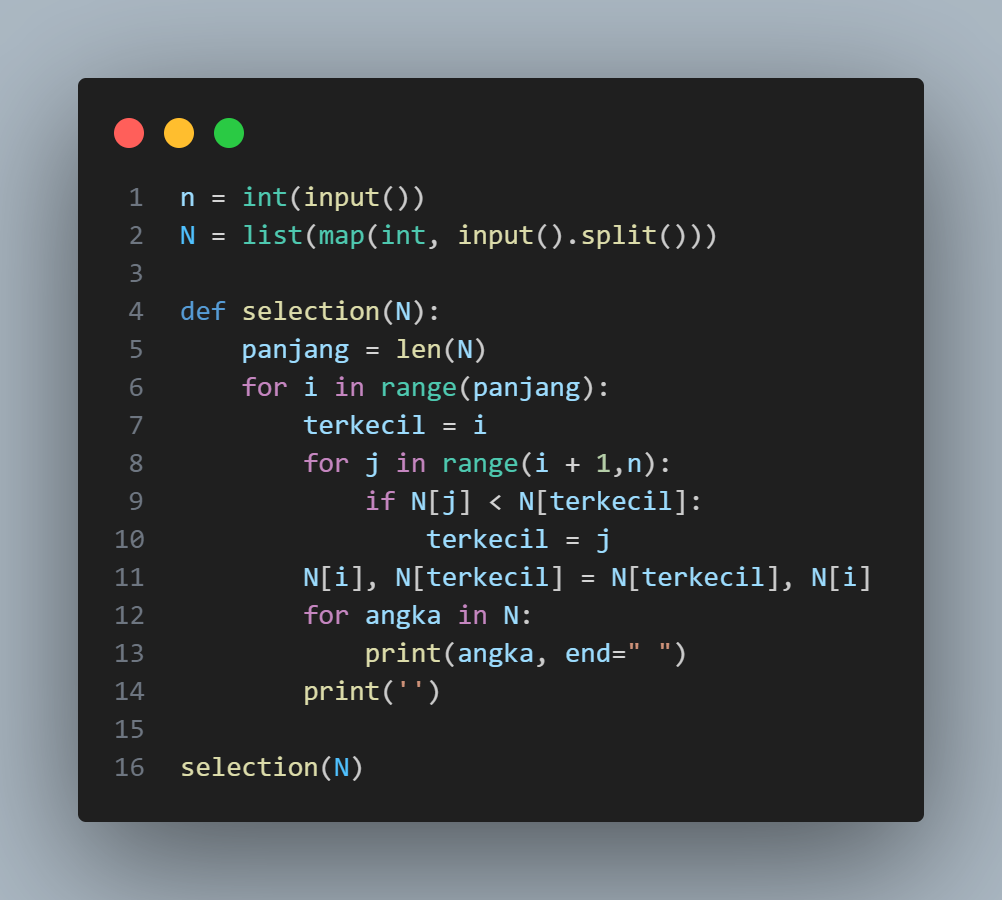 1 n = int(input())
2 N = list(map(int, input().split()))
3
4 def selection(N):
5     panjang = len(N)
6     for i in range(panjang):
7         terkecil = i
8         for j in range(i + 1,n):
9             if N[j] < N[terkecil]:
10                 terkecil = j
11         N[i], N[terkecil] = N[terkecil], N[i]
12         for angka in N:
13             print(angka, end=" ")
14         print('')
15
16 selection(N)